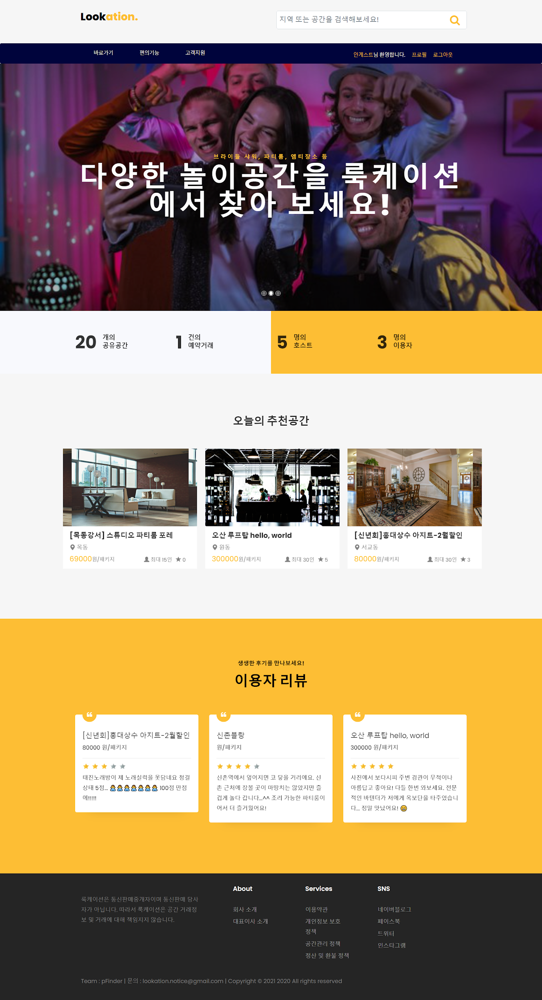 Lookation.
지역 또는 공간을 검색해보세요!
바로가기 편의기능 고객지원 안게스트님 환영합니다. 프로필 로그아웃
브라이들 샤워, 파티룸, 엠티장소 등
다양한 놀이공간을 룩케이션
에서 찾아 보세요!
20 개의 공유공간
1 건의 예약거래
5 명의 호스트
3 명의 이용자
오늘의 추천공간
[목동강서] 스튜디오 파티룸 포레
목동
69000원/패키지 최대 15인 0
오산 루프탑 hello, world
원동
300000원/패키지 최대 30인 5
[신년회]홍대상수 아지트-2월할인
서교동
80000원/패키지 최대 30인 3
생생한 후기를 만나보세요!
이용자 리뷰
[신년회]홍대상수 아지트-2월할인
80000 원/패키지
태진노래방이 제 노래실력을 못담네요 청결
상태 5점... 🙅🙅🙅🙅🙅🙅🙅 100점 만점
에!!!!!
신촌블랑
원/패키지
신촌역에서 엎어지면 코 닿을 거리에요. 신
촌 근처에 장볼 곳이 마땅치는 않았지만 즐
겁게 놀다 갑니다...^^ 조리 가능한 파티룸이
어서 더 즐거웠어요!
오산 루프탑 hello, world
300000 원/패키지
사진에서 보다시피 주변 경관이 무척이나
아름답고 좋아요! 다들 한번 와보세요. 전문
적인 바텐더가 저에게 옥보단을 타주었습니
다... 정말 맛났어요! 😁
룩케이션은 통신판매중개자이며 통신판매 당사
자가 아닙니다. 따라서 룩케이션은 공간 거래정
보 및 거래에 대해 책임지지 않습니다.
About
회사 소개
대표이사 소개
Services
이용약관
개인정보 보호
정책
공간관리 정책
정산 및 환불 정책
SNS
네이버블로그
페이스북
트위터
인스타그램
Team : pFinder | 문의 : lookation.notice@gmail.com | Copyright © 2021 2020 All rights reserved